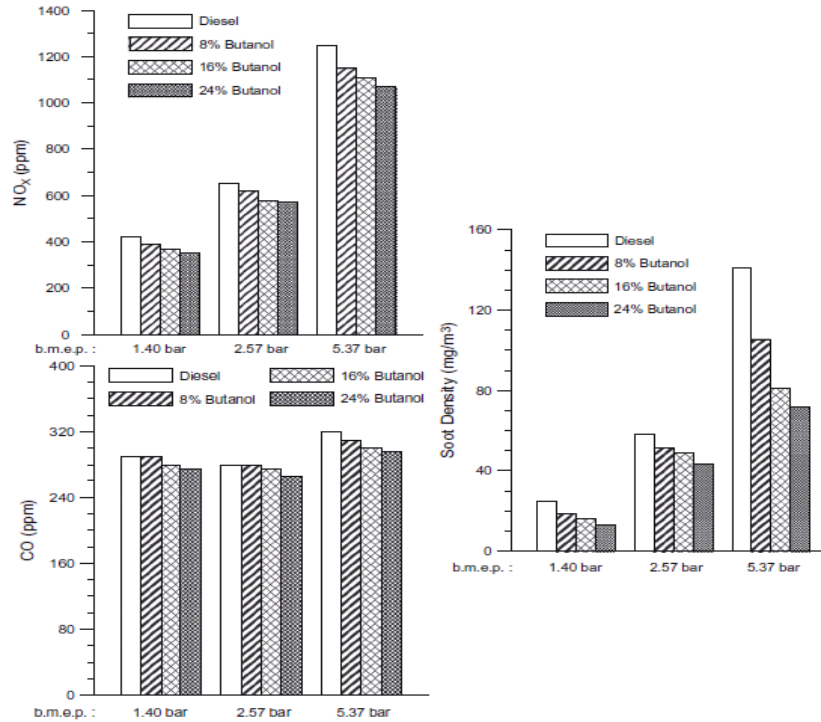 1400
1200
1000
800
600
400
200
0
NOX (ppm)
Diesel
8% Butanol
16% Butanol
24% Butanol
b.m.e.p. : 1.40 bar 2.57 bar 5.37 bar
400
320
240
160
80
0
CO (ppm)
Diesel 16% Butanol
8% Butanol 24% Butanol
b.m.e.p. : 1.40 bar 2.57 bar 5.37 bar
160
120
80
40
0
Soot Density (mg/m³)
Diesel
8% Butanol
16% Butanol
24% Butanol
b.m.e.p. : 1.40 bar 2.57 bar 5.37 bar